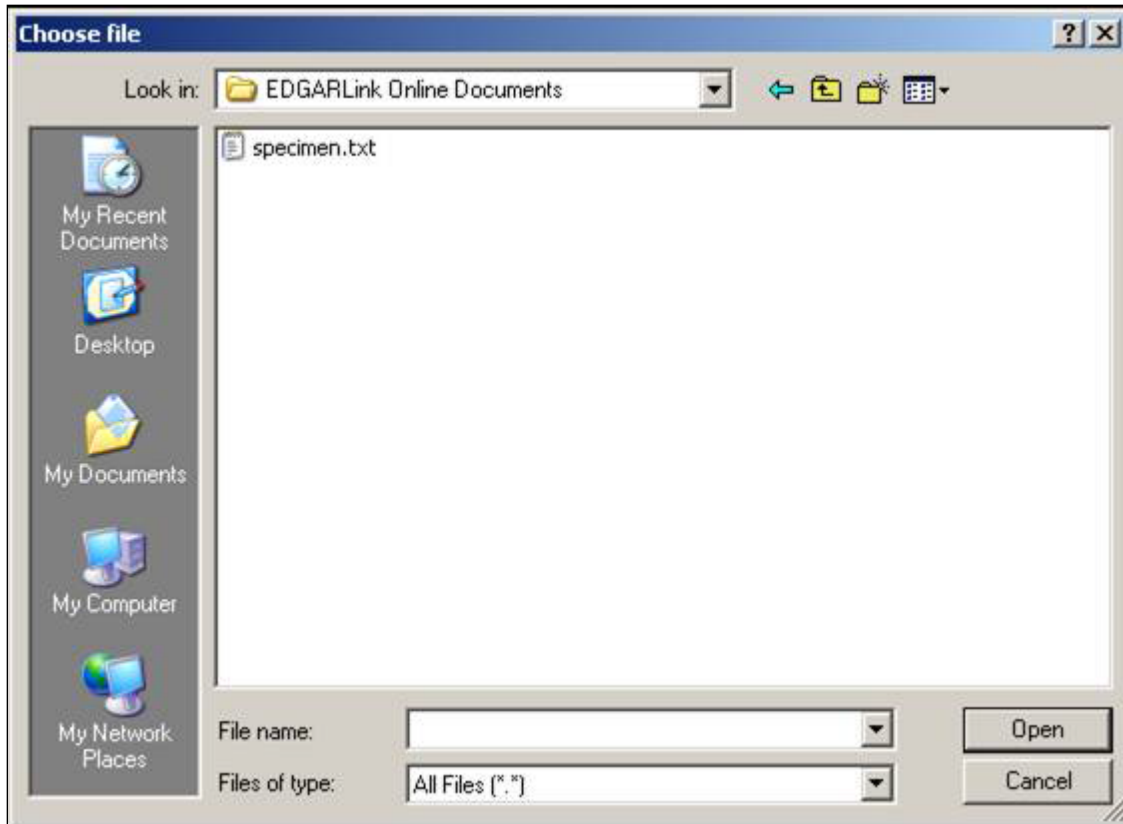 Choose file
Look in: EDGARLink Online Documents
specimen.txt
My Recent
Documents
Desktop
My Documents
My Computer
My Network
Places
File name:
Open
Files of type: All Files (*.*)
Cancel